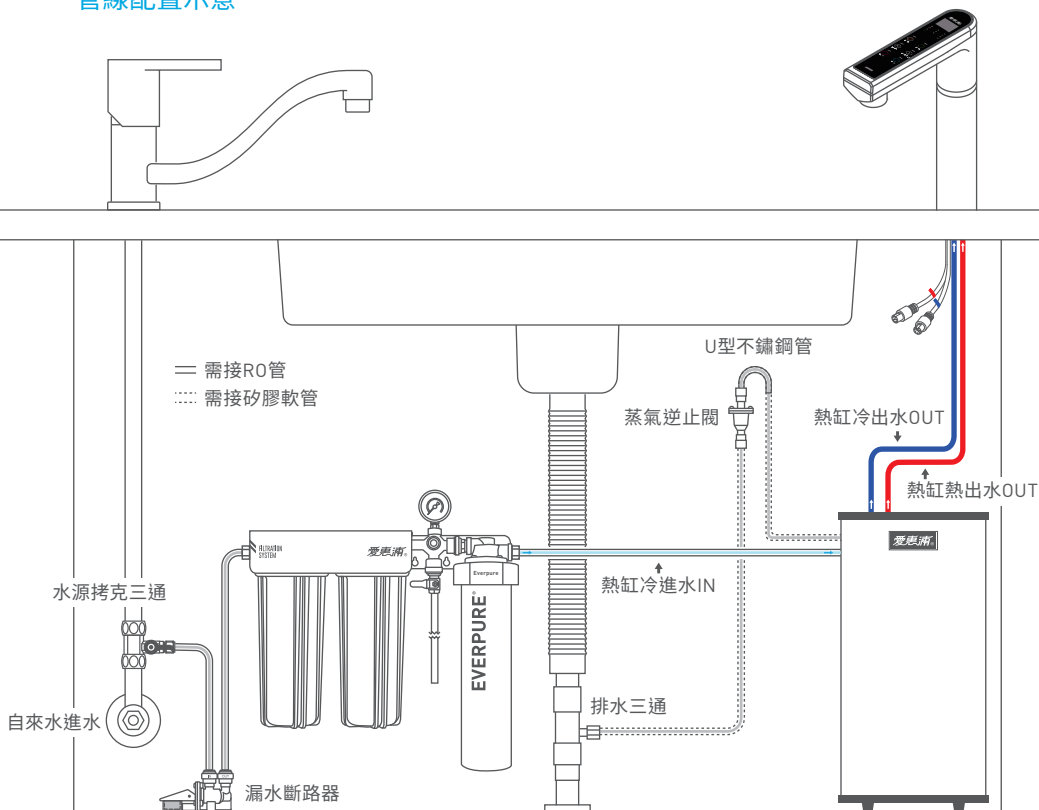 管線配置示意
需接RO管
需接矽膠軟管
U型不鏽鋼管
蒸氣逆止閥
熱缸冷出水OUT
熱缸熱出水OUT
愛惠浦
FILTRATION
SYSTEM
愛惠浦
Everpure
EVERPURE
熱缸冷進水IN
水源拷克三通
自來水進水
排水三通
漏水斷路器